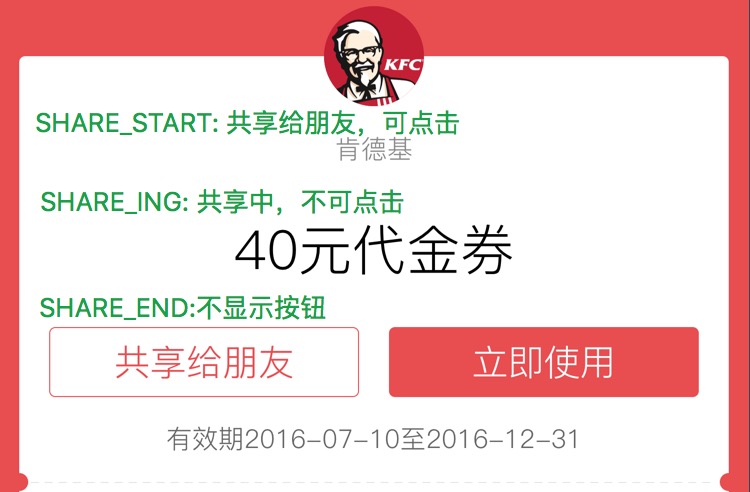 KFC
SHARE_START: 共享给朋友，可点击
肯德基
SHARE_ING: 共享中，不可点击
40元代金券
SHARE_END:不显示按钮
共享给朋友
立即使用
有效期2016-07-10至2016-12-31